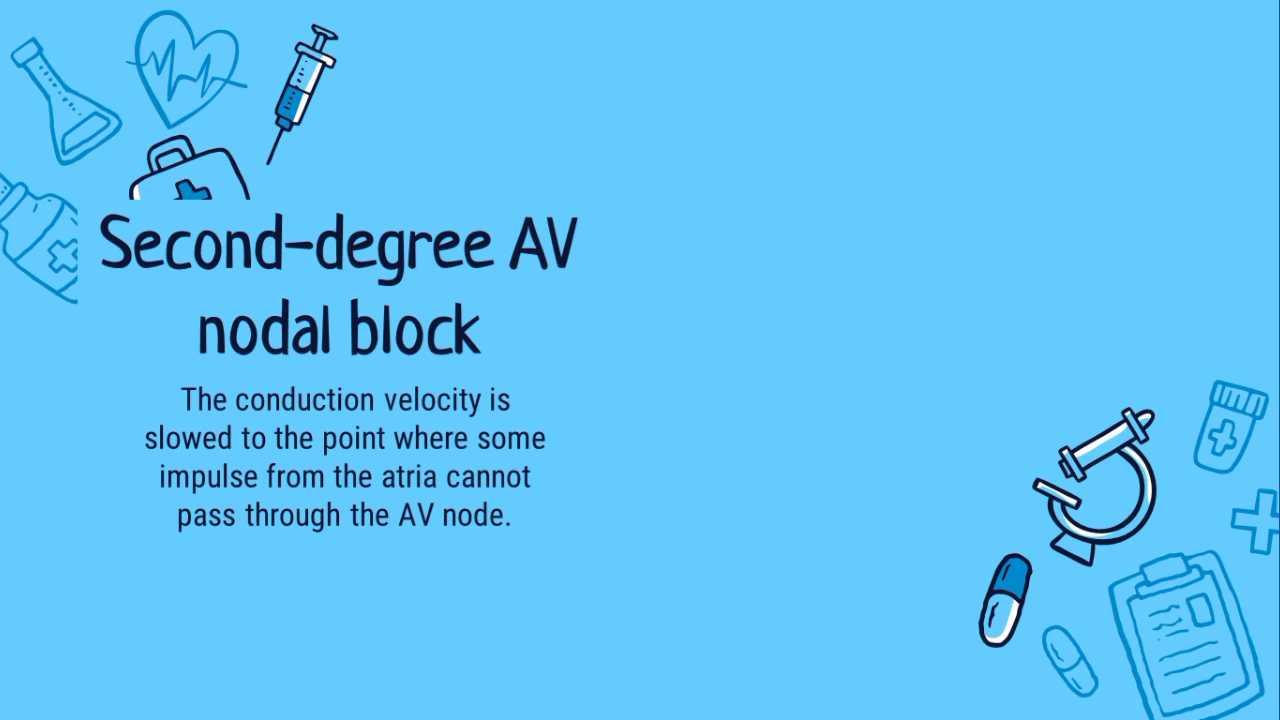 Second-degree AV
nodal block
The conduction velocity is
slowed to the point where some
impulse from the atria cannot
pass through the AV node.